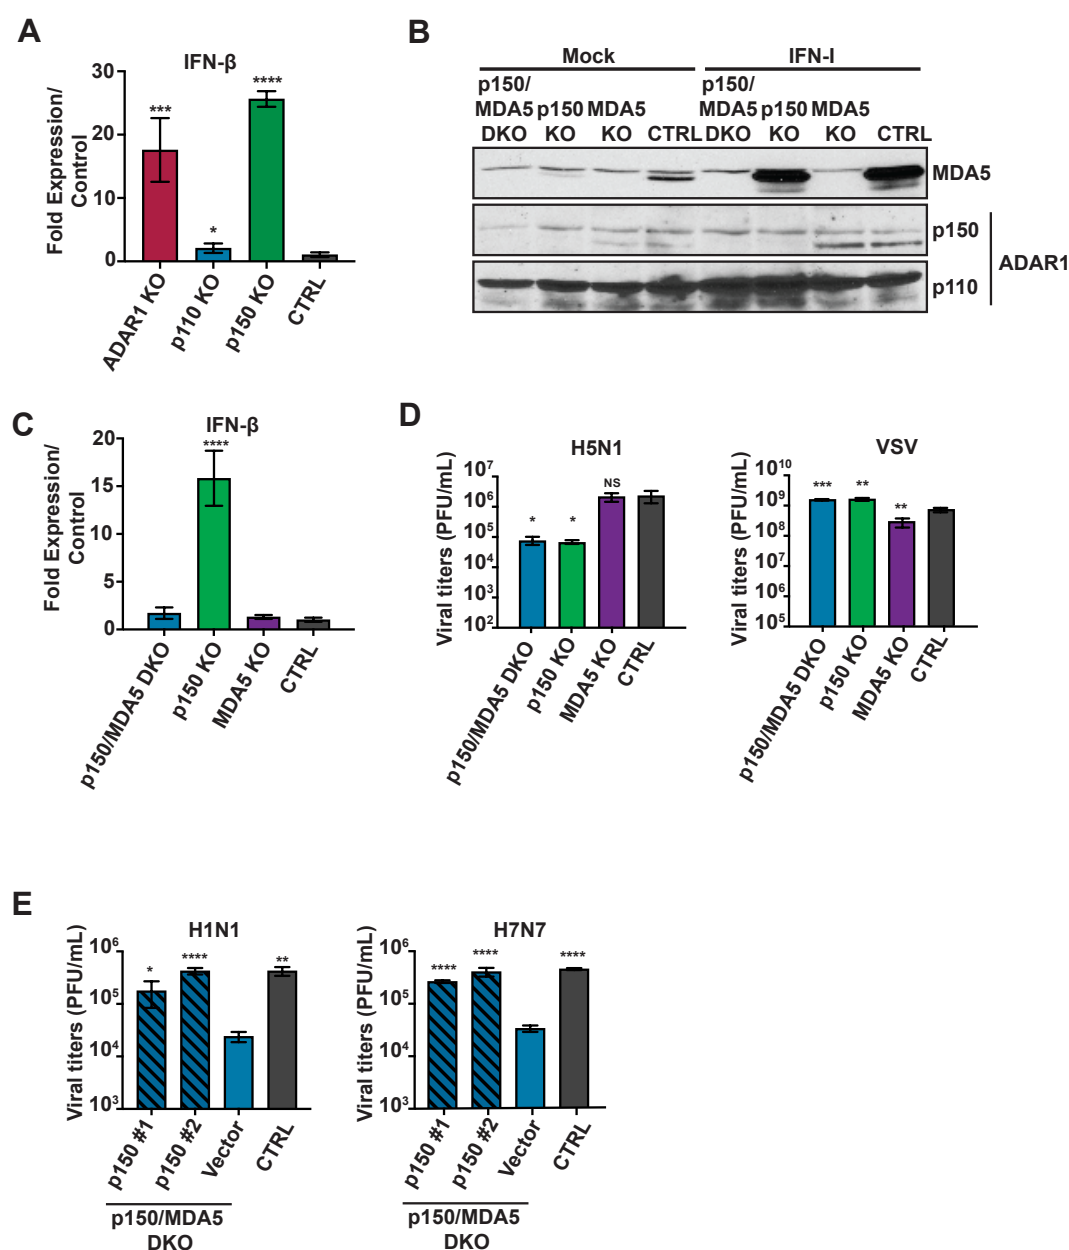 A
IFN-β
Fold Expression/
Control
30
20
10
0
***
*
****
ADAR1 KO
p110 KO
p150 KO
CTRL
B
Mock
IFN-I
p150/
MDA5
DKO
p150
KO
MDA5
KO
CTRL
p150/
MDA5
DKO
p150
KO
MDA5
KO
CTRL
MDA5
p150
p110
ADAR1
C
IFN-β
Fold Expression/
Control
20
15
10
5
0
****
p150/MDA5 DKO
p150 KO
MDA5 KO
CTRL
D
H5N1
Viral titers (PFU/mL)
10⁷
10⁶
10⁵
10⁴
10³
10²
*
*
NS
p150/MDA5 DKO
p150 KO
MDA5 KO
CTRL
VSV
Viral titers (PFU/mL)
10¹⁰
10⁹
10⁸
10⁷
10⁶
10⁵
***
**
**
p150/MDA5 DKO
p150 KO
MDA5 KO
CTRL
E
H1N1
Viral titers (PFU/mL)
10⁶
10⁵
10⁴
10³
*
****
**
p150 #1
p150 #2
Vector
CTRL
p150/MDA5
DKO
H7N7
Viral titers (PFU/mL)
10⁶
10⁵
10⁴
10³
****
****
****
p150 #1
p150 #2
Vector
CTRL
p150/MDA5
DKO